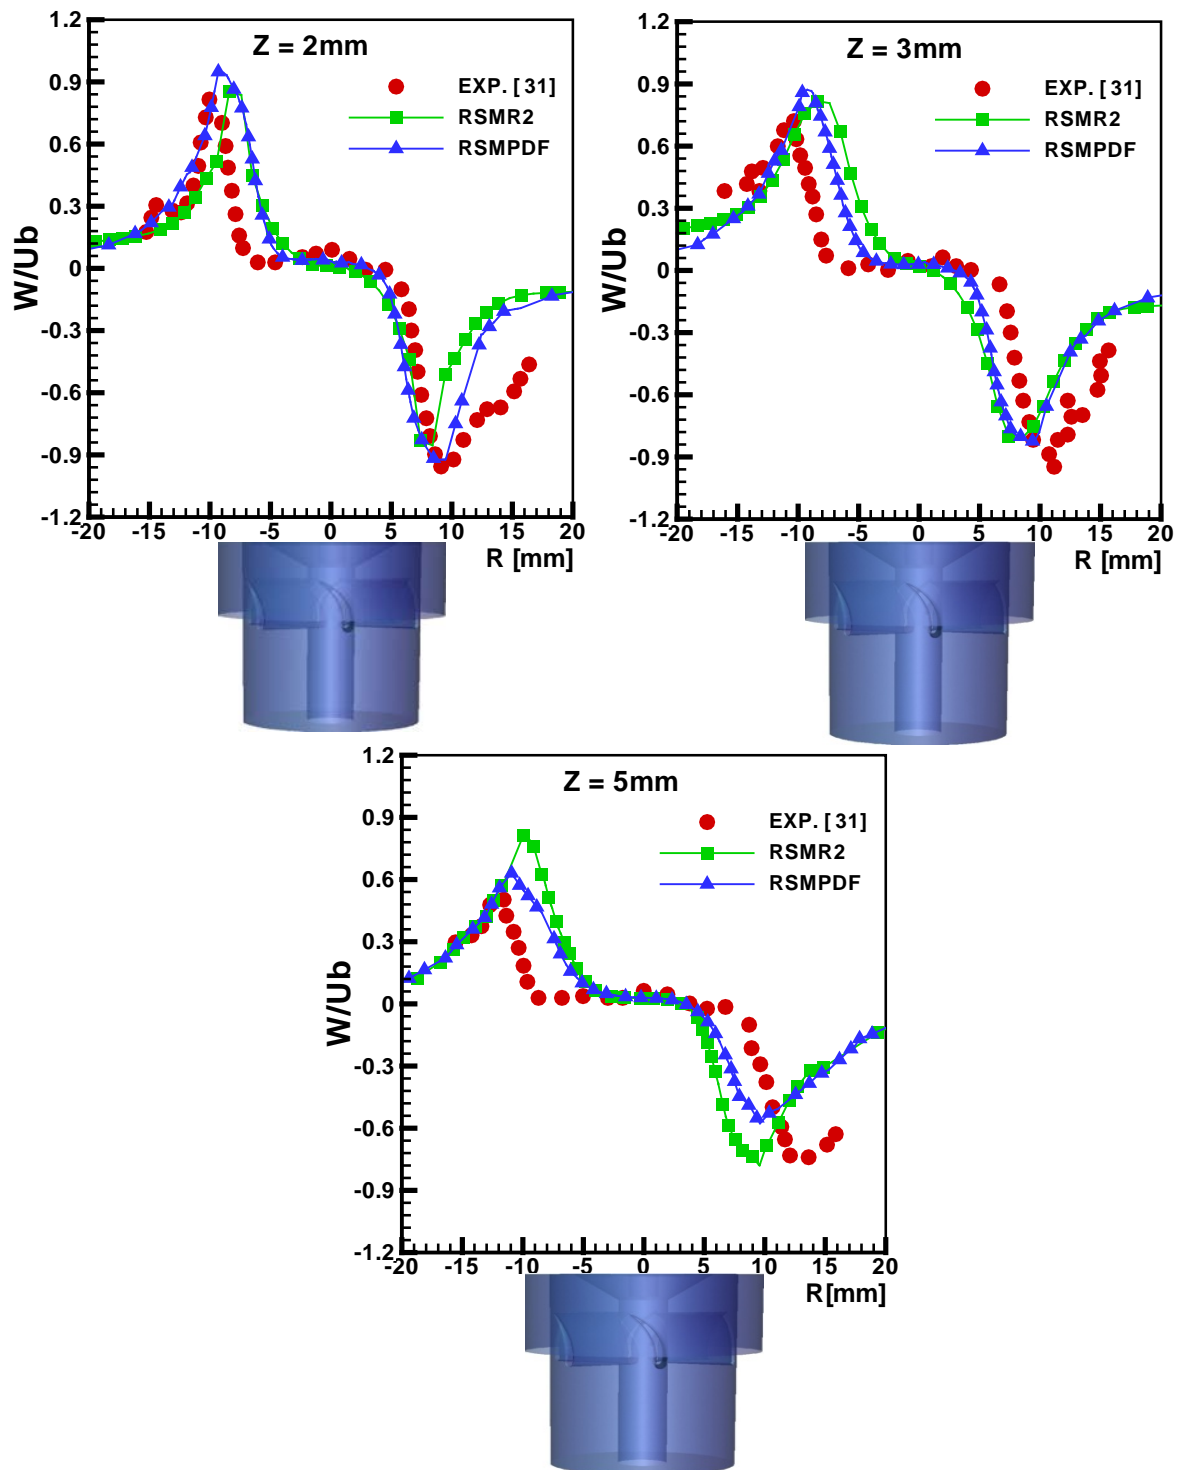 Z = 2mm
EXP. [31]
RSMR2
RSMPDF
1.2
0.9
0.6
0.3
0
-0.3
-0.6
-0.9
-1.2
W/Ub
-20 -15 -10 -5 0 5 10 15 20
R [mm]
Z = 3mm
EXP. [31]
RSMR2
RSMPDF
1.2
0.9
0.6
0.3
0
-0.3
-0.6
-0.9
-1.2
W/Ub
-20 -15 -10 -5 0 5 10 15 20
R [mm]
Z = 5mm
EXP. [31]
RSMR2
RSMPDF
1.2
0.9
0.6
0.3
0
-0.3
-0.6
-0.9
-1.2
W/Ub
-20 -15 -10 -5 0 5 10 15 20
R[mm]